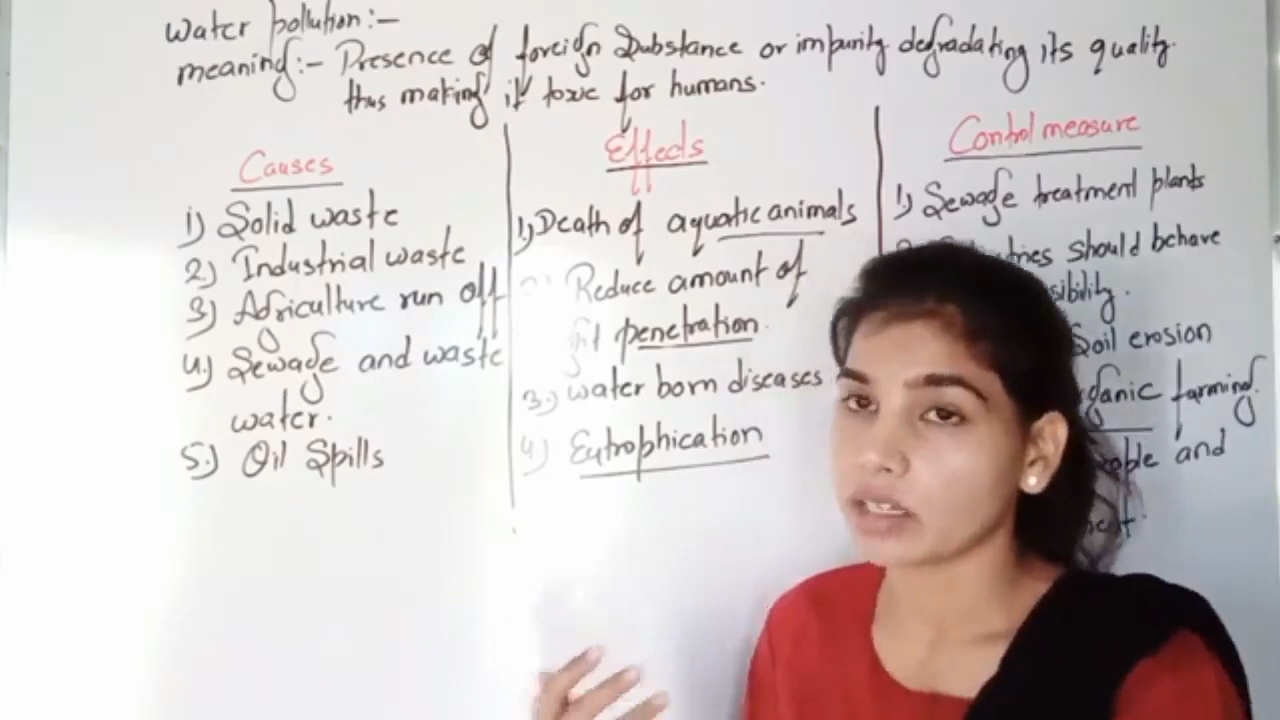 Water pollution:-
meaning:- Presence of foreign Substance or impurity degradating its quality
thus making it toxic for humans.
Causes
1) Solid waste
2) Industrial waste
3) Agriculture run off
4) Sewage and waste
water.
5) Oil Spills
Effects
1) Death of aquatic animals
Reduce amount of
penetration.
3) Water born diseases
4) Eutrophication
Control measure
1) Sewage treatment plants
should behave
Soil erosion
farming.
and